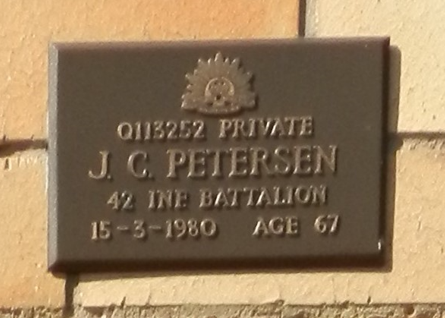 Q113252 PRIVATE
J. C. PETERSEN
42 INF BATTALION
15-3-1980 AGE 67